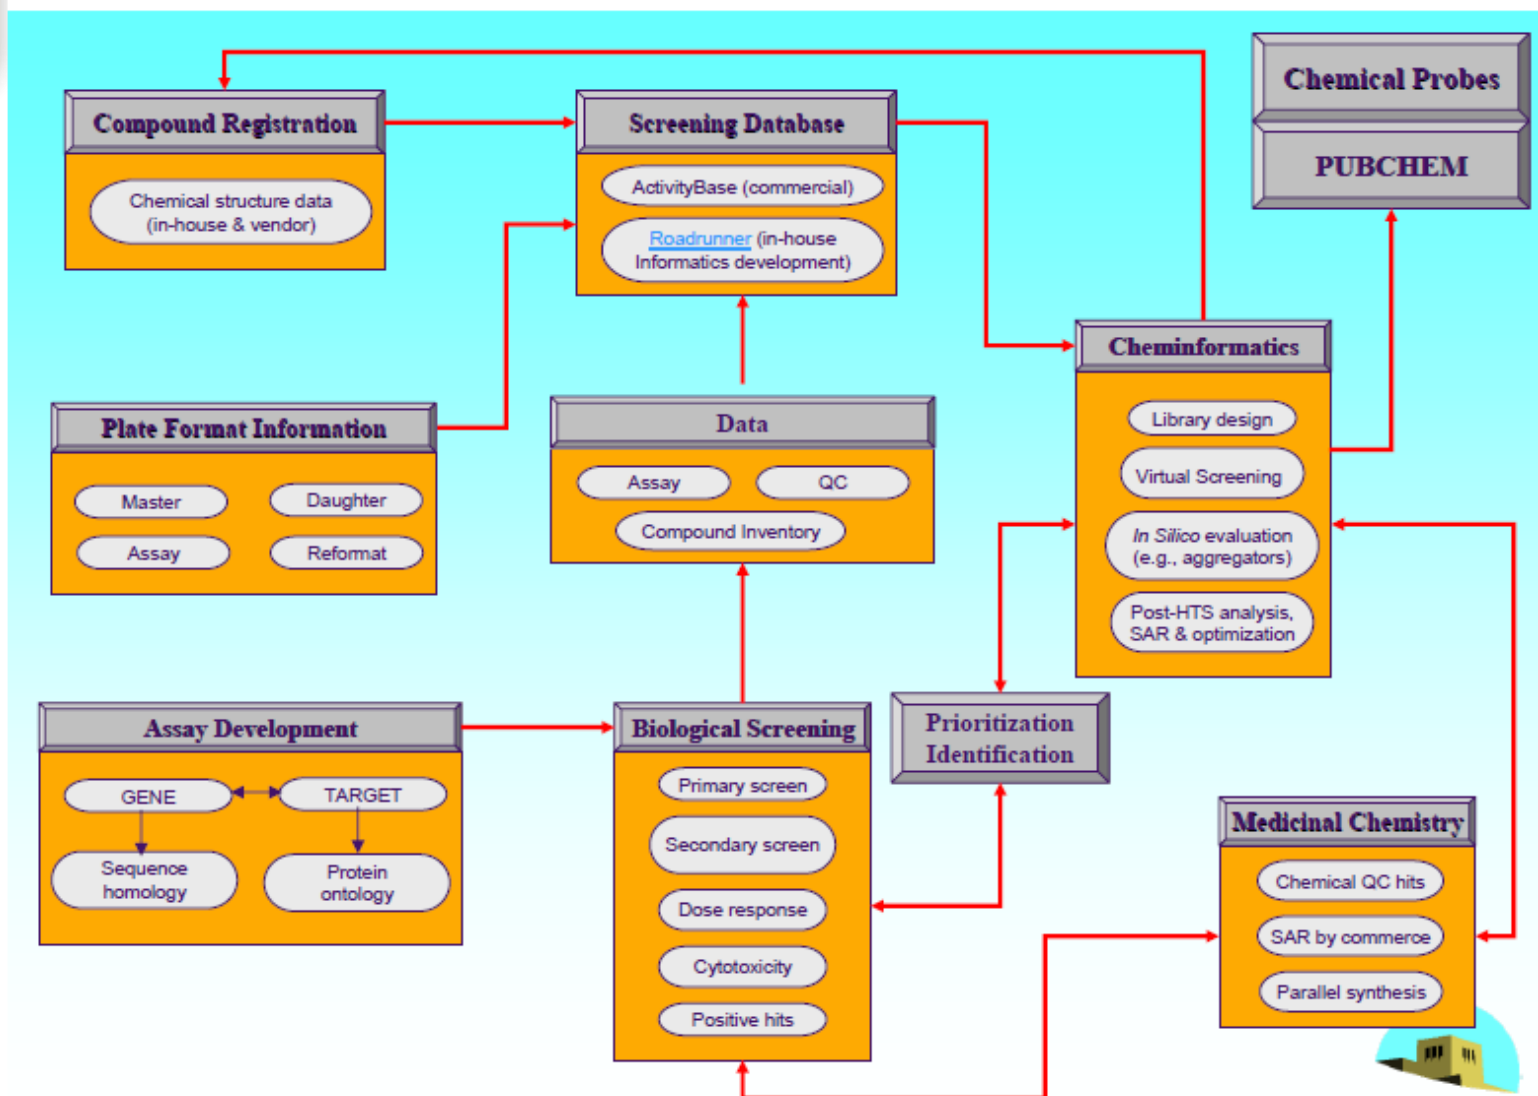 Compound Registration
Chemical structure data
(in-house & vendor)
Screening Database
ActivityBase (commercial)
Roadrunner (in-house
Informatics development)
Chemical Probes
PUBCHEM
Plate Format Information
Master
Daughter
Assay
Reformat
Data
Assay
QC
Compound Inventory
Cheminformatics
Library design
Virtual Screening
In Silico evaluation
(e.g., aggregators)
Post-HTS analysis,
SAR & optimization
Assay Development
GENE
TARGET
Sequence
homology
Protein
ontology
Biological Screening
Primary screen
Secondary screen
Dose response
Cytotoxicity
Positive hits
Prioritization
Identification
Medicinal Chemistry
Chemical QC hits
SAR by commerce
Parallel synthesis